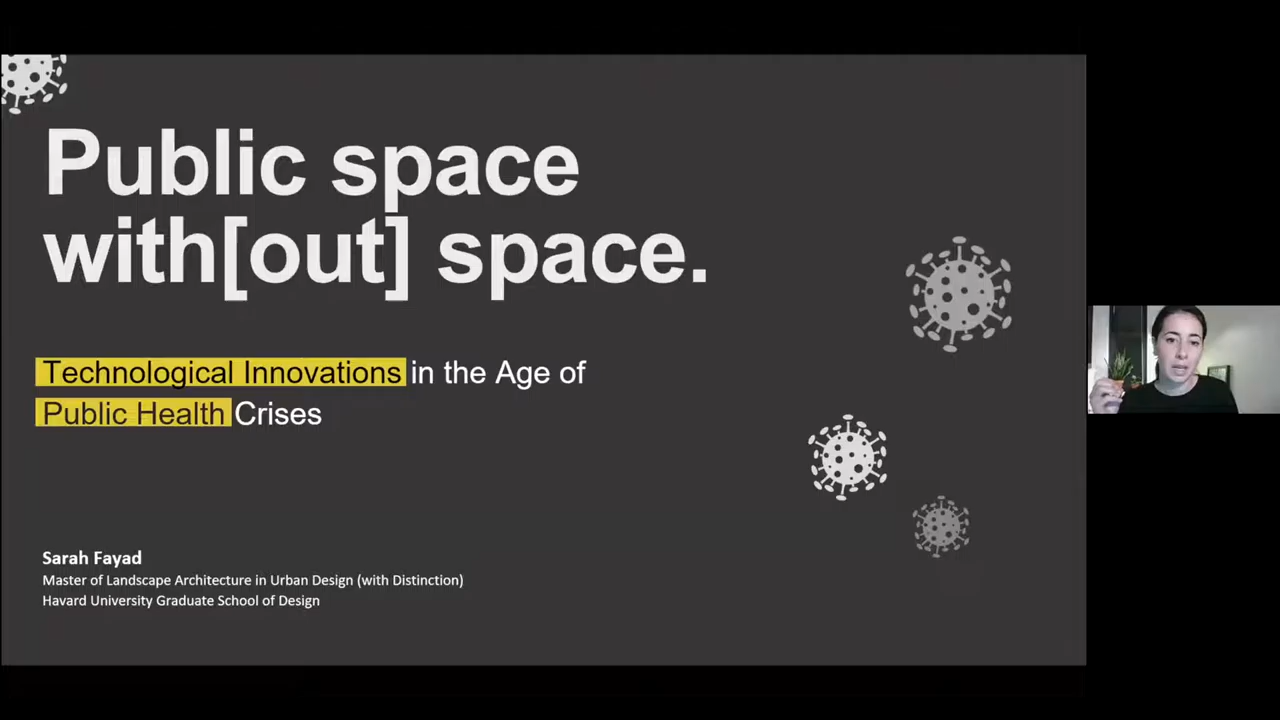 Public space
with[out] space.
Technological Innovations in the Age of
Public Health Crises
Sarah Fayad
Master of Landscape Architecture in Urban Design (with Distinction)
Havard University Graduate School of Design